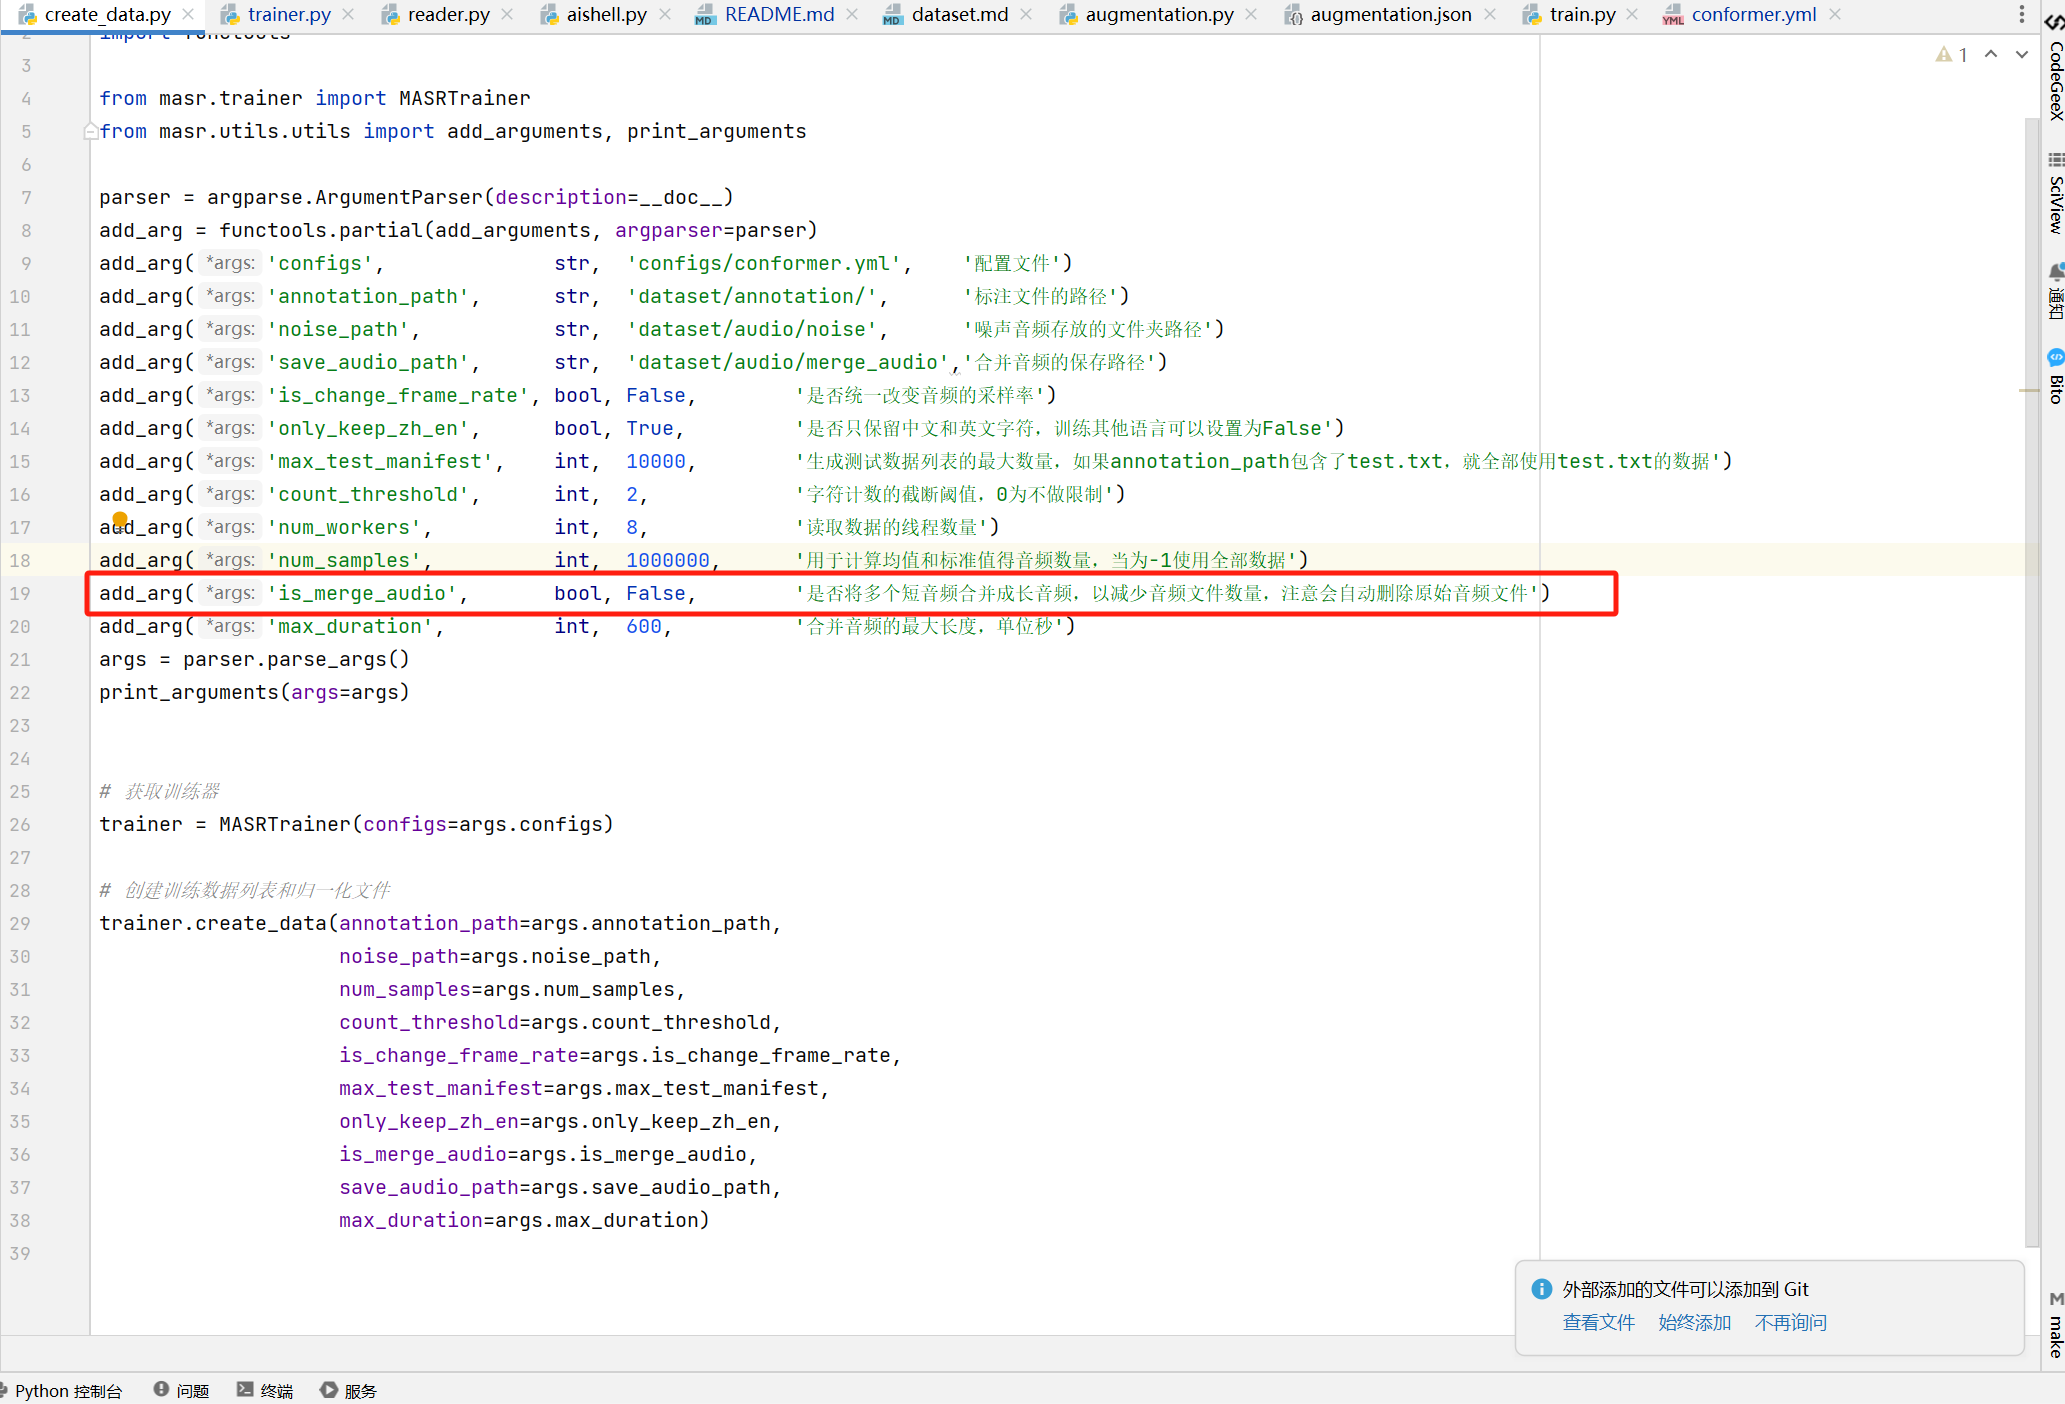 create_data.py trainer.py reader.py aishell.py README.md dataset.md augmentation.py augmentation.json train.py conformer.yml
2 import functools
1
3
4 from masr.trainer import MASRTrainer
5 from masr.utils.utils import add_arguments, print_arguments
6
7 parser = argparse.ArgumentParser(description=__doc__)
8 add_arg = functools.partial(add_arguments, argparser=parser)
9 add_arg( *args: 'configs', str, 'configs/conformer.yml', '配置文件')
10 add_arg( *args: 'annotation_path', str, 'dataset/annotation/', '标注文件的路径')
11 add_arg( *args: 'noise_path', str, 'dataset/audio/noise', '噪声音频存放的文件夹路径')
12 add_arg( *args: 'save_audio_path', str, 'dataset/audio/merge_audio','合并音频的保存路径')
13 add_arg( *args: 'is_change_frame_rate', bool, False, '是否统一改变音频的采样率')
14 add_arg( *args: 'only_keep_zh_en', bool, True, '是否只保留中文和英文字符，训练其他语言可以设置为False')
15 add_arg( *args: 'max_test_manifest', int, 10000, '生成测试数据列表的最大数量，如果annotation_path包含了test.txt，就全部使用test.txt的数据')
16 add_arg( *args: 'count_threshold', int, 2, '字符计数的截断阈值，0为不做限制')
17 add_arg( *args: 'num_workers', int, 8, '读取数据的线程数量')
18 add_arg( *args: 'num_samples', int, 1000000, '用于计算均值和标准值得音频数量，当为-1使用全部数据')
19 add_arg( *args: 'is_merge_audio', bool, False, '是否将多个短音频合并成长音频，以减少音频文件数量，注意会自动删除原始音频文件')
20 add_arg( *args: 'max_duration', int, 600, '合并音频的最大长度，单位秒')
21 args = parser.parse_args()
22 print_arguments(args=args)
23
24
25 # 获取训练器
26 trainer = MASRTrainer(configs=args.configs)
27
28 # 创建训练数据列表和归一化文件
29 trainer.create_data(annotation_path=args.annotation_path,
30 noise_path=args.noise_path,
31 num_samples=args.num_samples,
32 count_threshold=args.count_threshold,
33 is_change_frame_rate=args.is_change_frame_rate,
34 max_test_manifest=args.max_test_manifest,
35 only_keep_zh_en=args.only_keep_zh_en,
36 is_merge_audio=args.is_merge_audio,
37 save_audio_path=args.save_audio_path,
38 max_duration=args.max_duration)
39
CodeGeeX
SciView
通知
Bito
make
外部添加的文件可以添加到 Git
查看文件 始终添加 不再询问
Python 控制台 问题 终端 服务